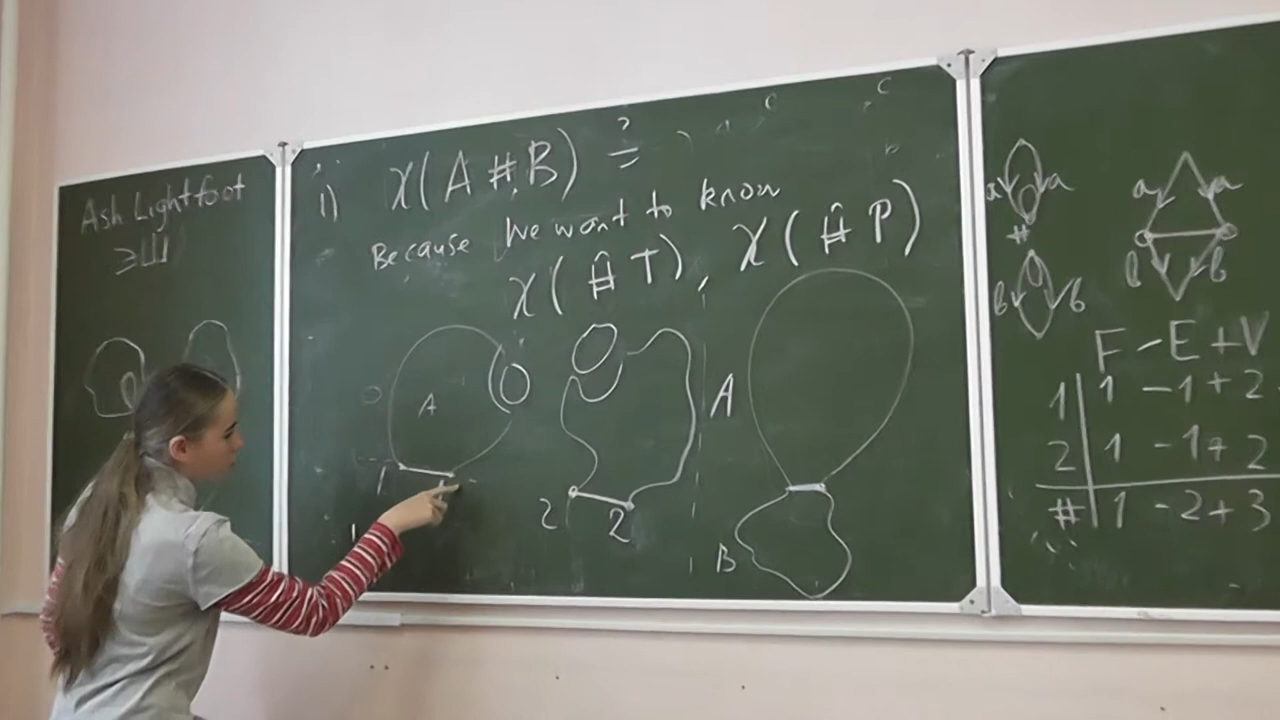 Ash Lightfoot
≥Ш
1) χ(A # B) ≟
Because We want to know
χ(# T), χ(# P)
A
1
2
2
A
B
a a
#
b b
a a
b b
F - E + V
1 | 1 - 1 + 2
2 | 1 - 1 + 2
# | 1 - 2 + 3